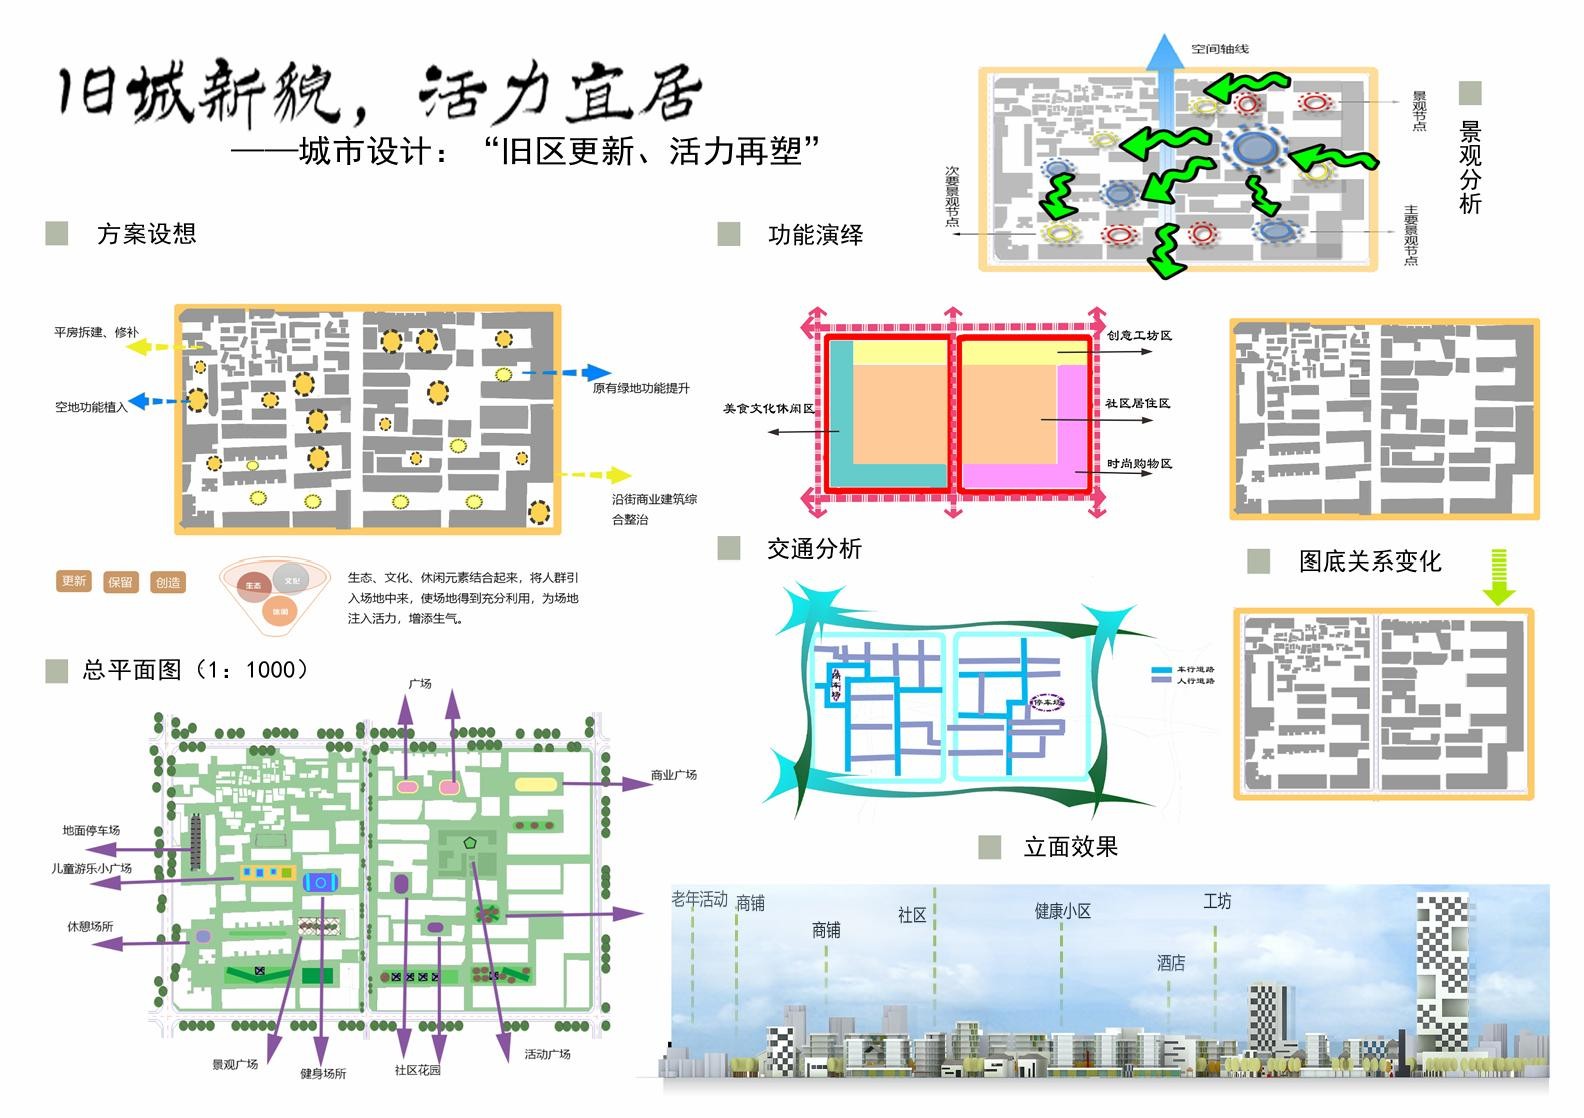 旧城新貌，活力宜居
——城市设计：“旧区更新、活力再塑”
空间轴线
景观节点
景观分析
次要景观节点
主要景观节点
方案设想
功能演绎
平房拆建、修补
空地功能植入
原有绿地功能提升
沿街商业建筑综
合整治
创意工坊区
社区居住区
美食文化休闲区
时尚购物区
更新
保留
创造
生态
文化
休闲
生态、文化、休闲元素结合起来，将人群引
入场地中来，使场地得到充分利用，为场地
注入活力，增添生气。
交通分析
停车场
停车场
车行道路
人行道路
图底关系变化
总平面图（1：1000）
广场
商业广场
地面停车场
儿童游乐小广场
休憩场所
景观广场
健身场所
社区花园
活动广场
立面效果
老年活动
商铺
商铺
社区
健康小区
酒店
工坊